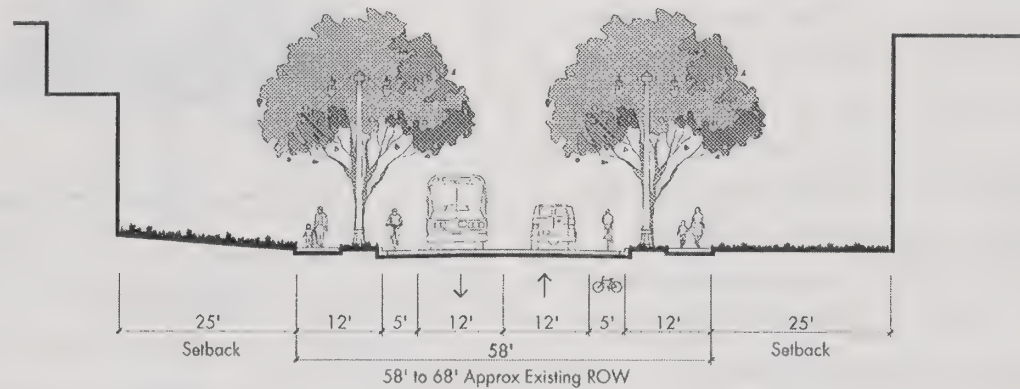 25' 12' 5' 12' 12' 5' 12' 25'
Setback 58' Setback
58' to 68' Approx Existing ROW